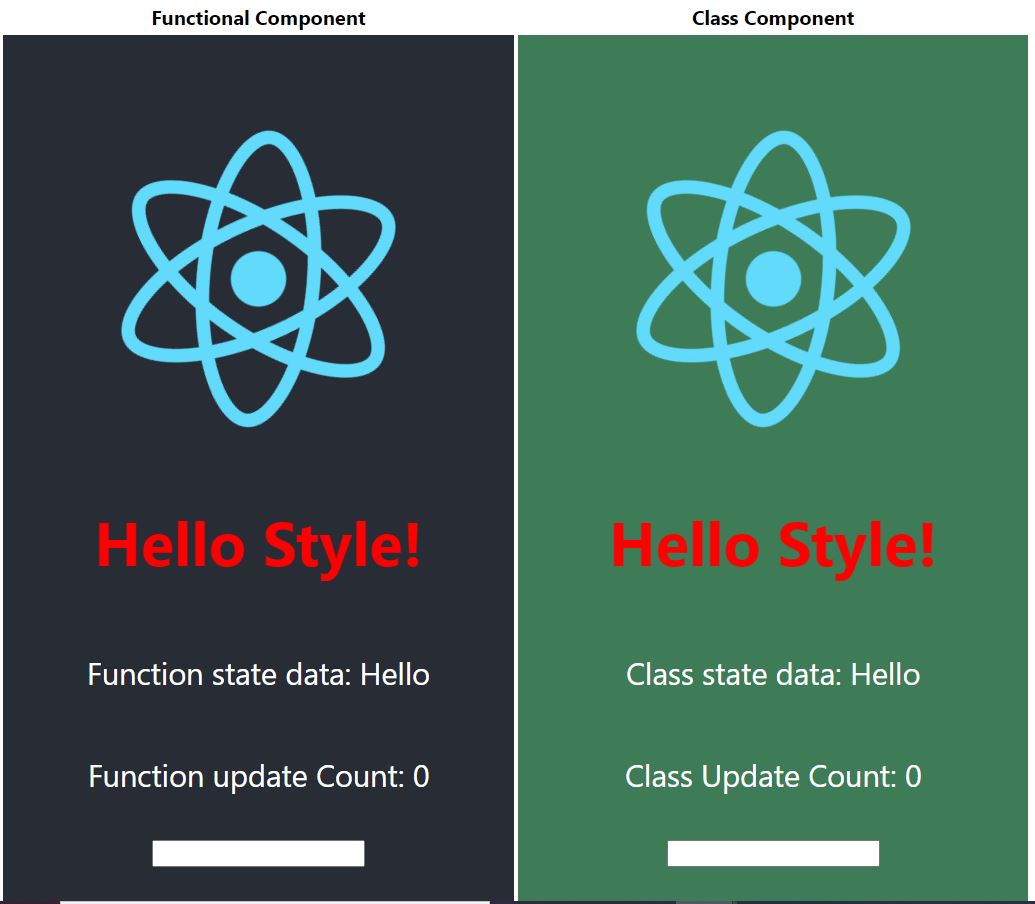 Functional Component
Class Component
Hello Style!
Hello Style!
Function state data: Hello
Class state data: Hello
Function update Count: 0
Class Update Count: 0